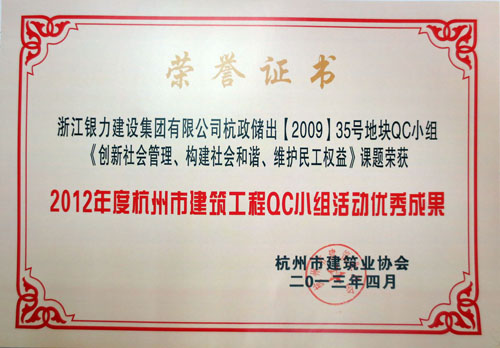 荣誉证书
浙江银力建设集团有限公司杭政储出【2009】35号地块QC小组
《创新社会管理、构建社会和谐、维护民工权益》课题荣获
2012年度杭州市建筑工程QC小组活动优秀成果
杭州市建筑业协会
二〇一三年四月